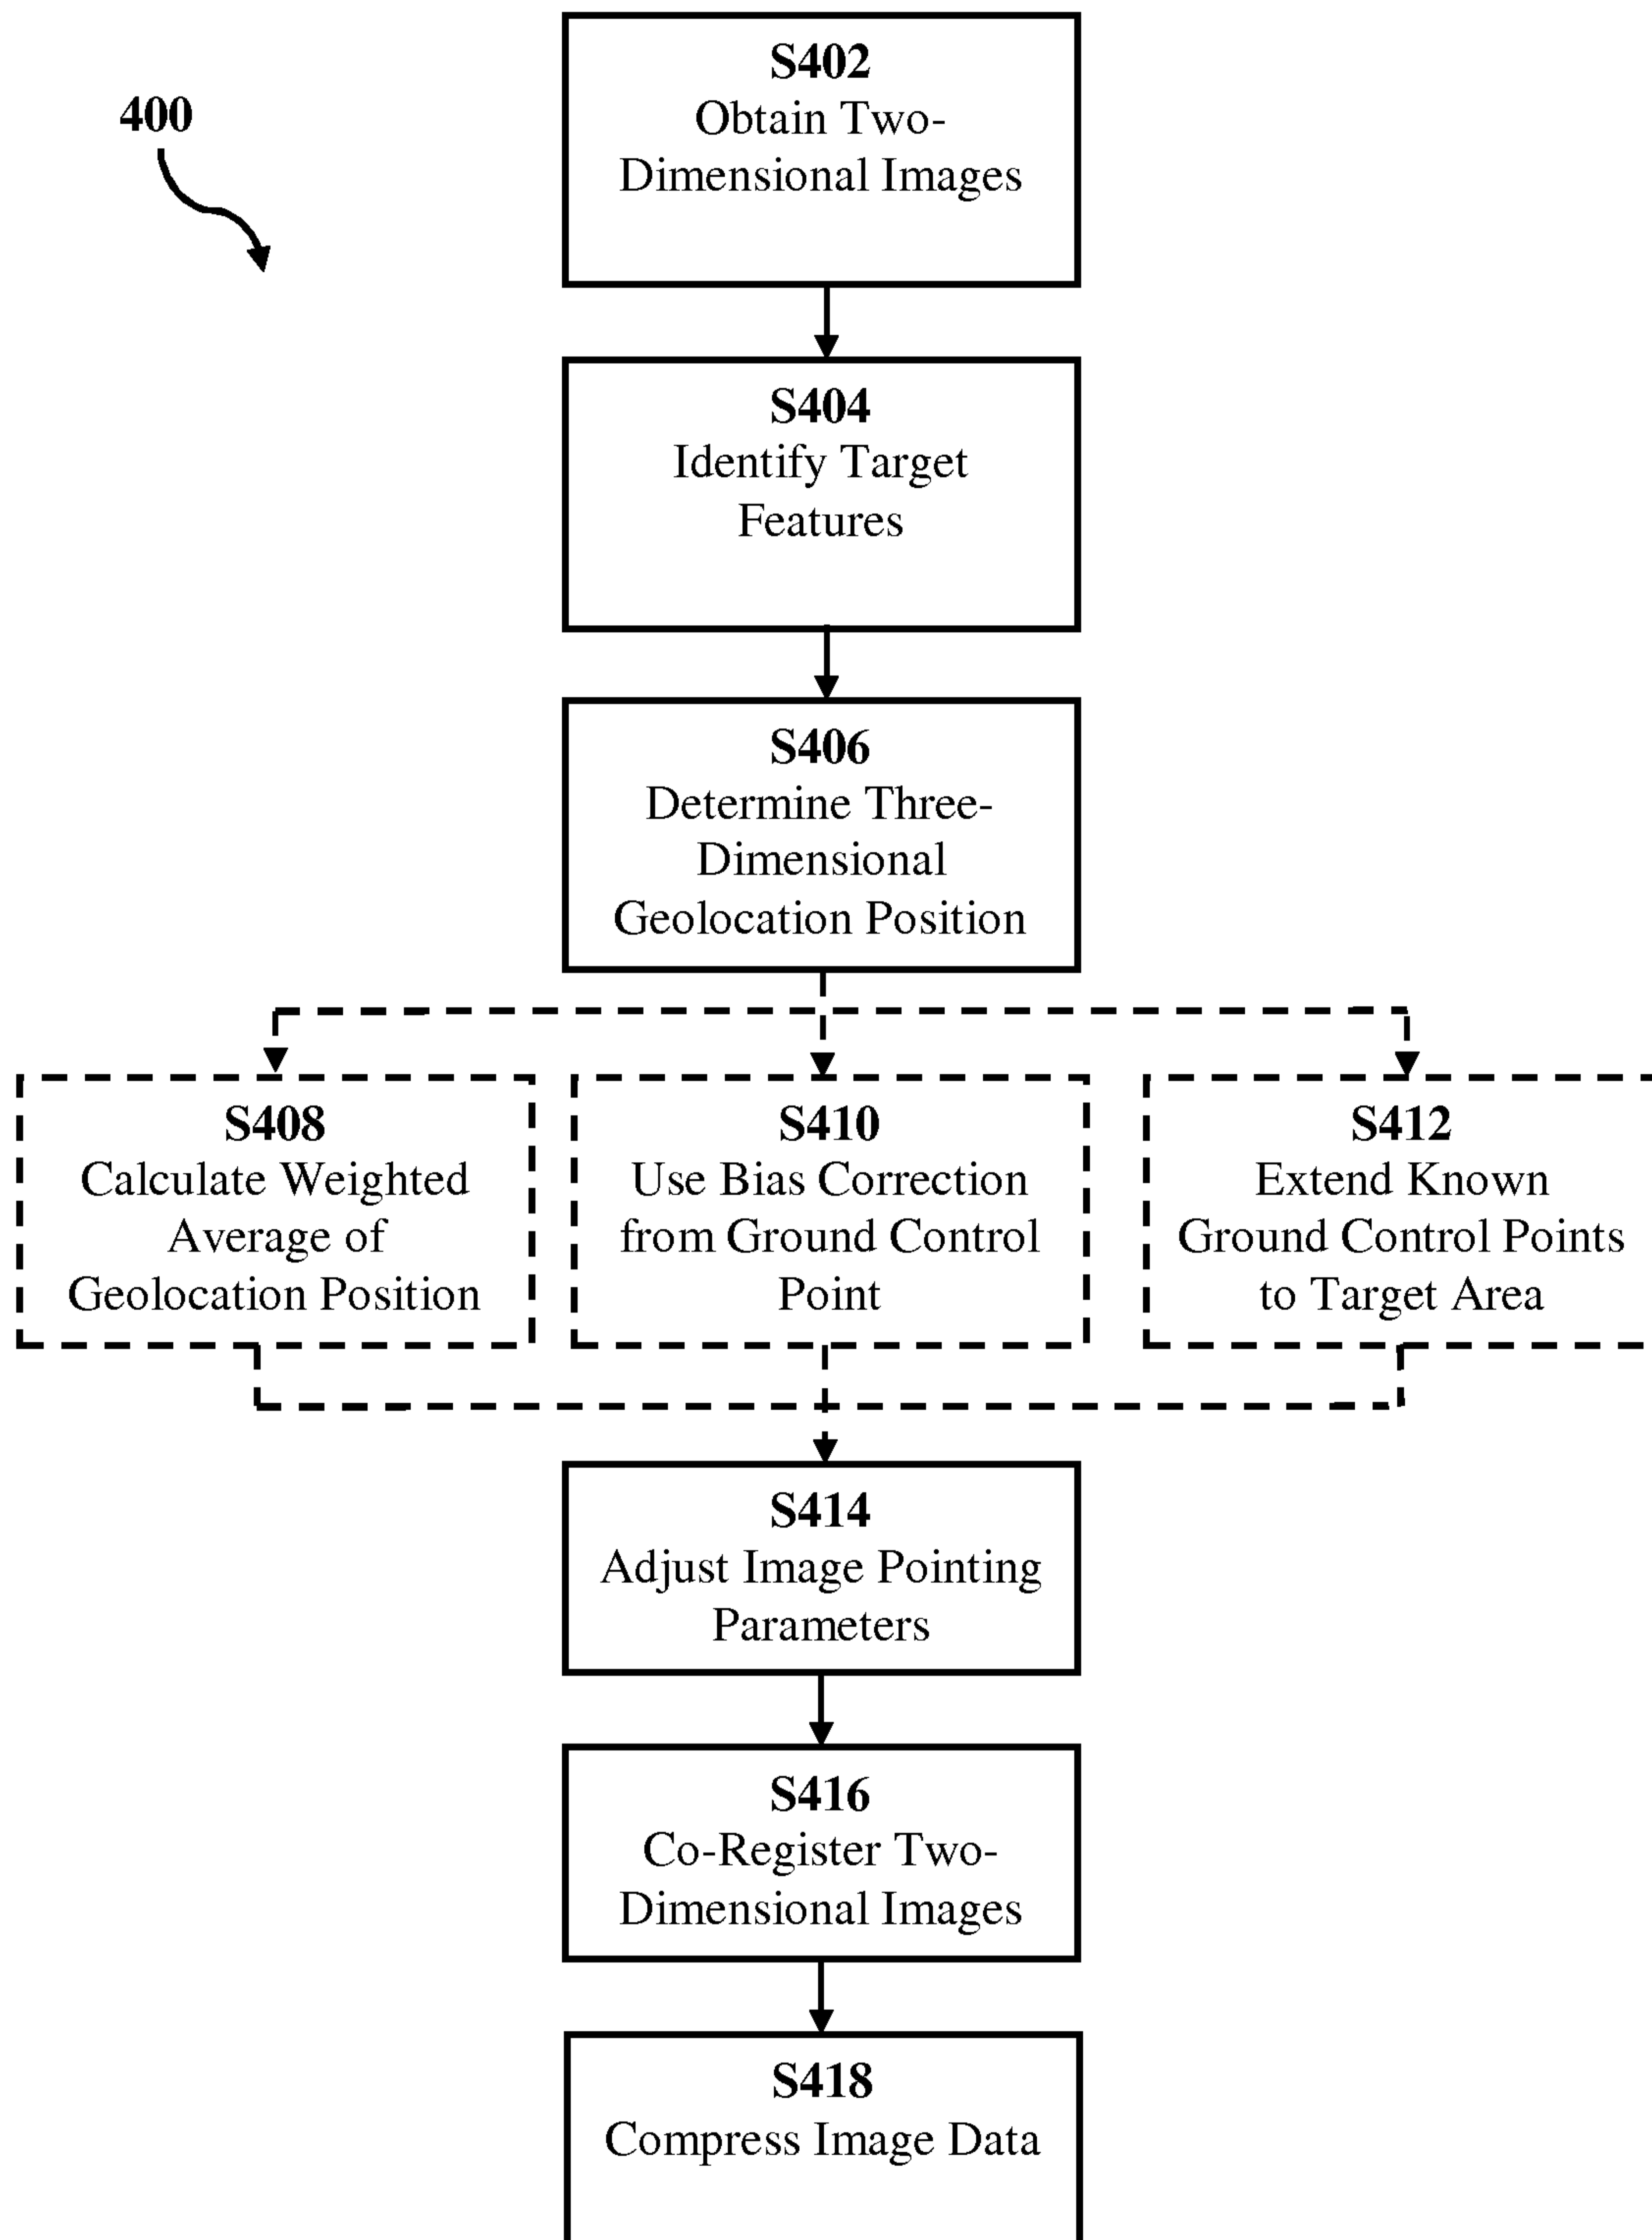 400
S402
Obtain Two-
Dimensional Images
S404
Identify Target
Features
S406
Determine Three-
Dimensional
Geolocation Position
S408
Calculate Weighted
Average of
Geolocation Position
S410
Use Bias Correction
from Ground Control
Point
S412
Extend Known
Ground Control Points
to Target Area
S414
Adjust Image Pointing
Parameters
S416
Co-Register Two-
Dimensional Images
S418
Compress Image Data